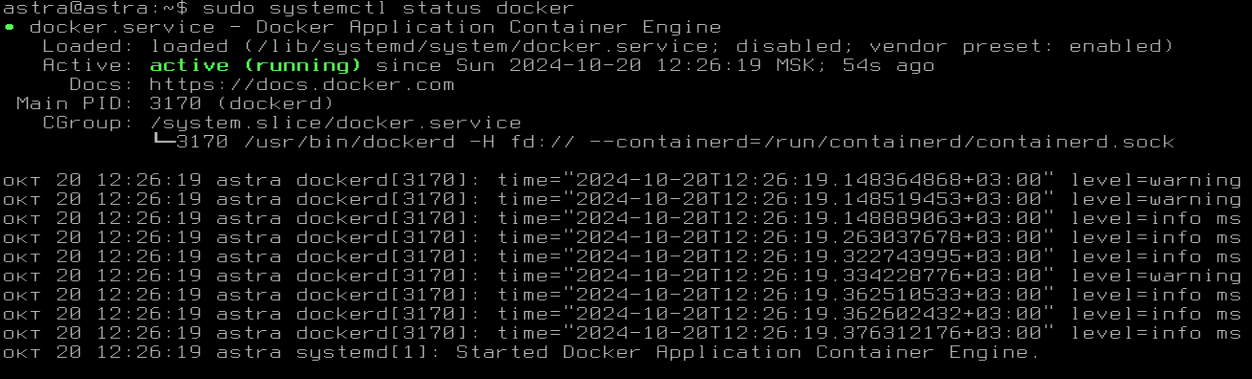 astra@astra:~$ sudo systemctl status docker
● docker.service – Docker Application Container Engine
Loaded: loaded (/lib/systemd/system/docker.service; disabled; vendor preset: enabled)
Active: active (running) since Sun 2024-10-20 12:26:19 MSK; 54s ago
Docs: https://docs.docker.com
Main PID: 3170 (dockerd)
CGroup: /system.slice/docker.service
└─3170 /usr/bin/dockerd -H fd:// --containerd=/run/containerd/containerd.sock
окт 20 12:26:19 astra dockerd[3170]: time="2024-10-20T12:26:19.148364868+03:00" level=warning
окт 20 12:26:19 astra dockerd[3170]: time="2024-10-20T12:26:19.148519453+03:00" level=warning
окт 20 12:26:19 astra dockerd[3170]: time="2024-10-20T12:26:19.148889063+03:00" level=info ms
окт 20 12:26:19 astra dockerd[3170]: time="2024-10-20T12:26:19.263037678+03:00" level=info ms
окт 20 12:26:19 astra dockerd[3170]: time="2024-10-20T12:26:19.322743995+03:00" level=info ms
окт 20 12:26:19 astra dockerd[3170]: time="2024-10-20T12:26:19.334228776+03:00" level=warning
окт 20 12:26:19 astra dockerd[3170]: time="2024-10-20T12:26:19.362510533+03:00" level=info ms
окт 20 12:26:19 astra dockerd[3170]: time="2024-10-20T12:26:19.362602432+03:00" level=info ms
окт 20 12:26:19 astra dockerd[3170]: time="2024-10-20T12:26:19.376312176+03:00" level=info ms
окт 20 12:26:19 astra systemd[1]: Started Docker Application Container Engine.